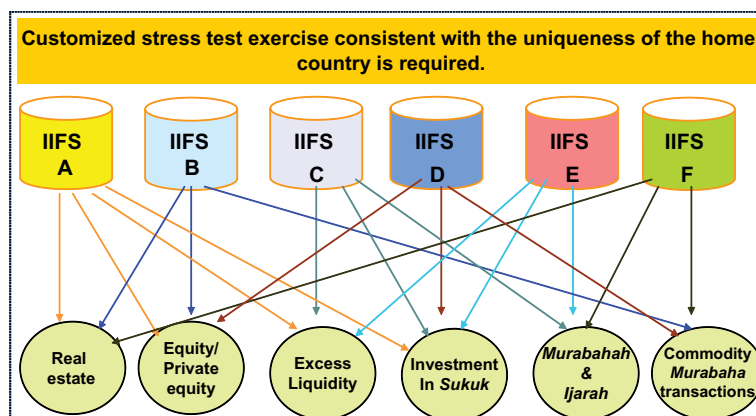 Customized stress test exercise consistent with the uniqueness of the home
country is required.
IIFS
A
IIFS
B
IIFS
C
IIFS
D
IIFS
E
IIFS
F
Real
estate
Equity/
Private
equity
Excess
Liquidity
Investment
In Sukuk
Murabahah
&
Ijarah
Commodity
Murabaha
transactions